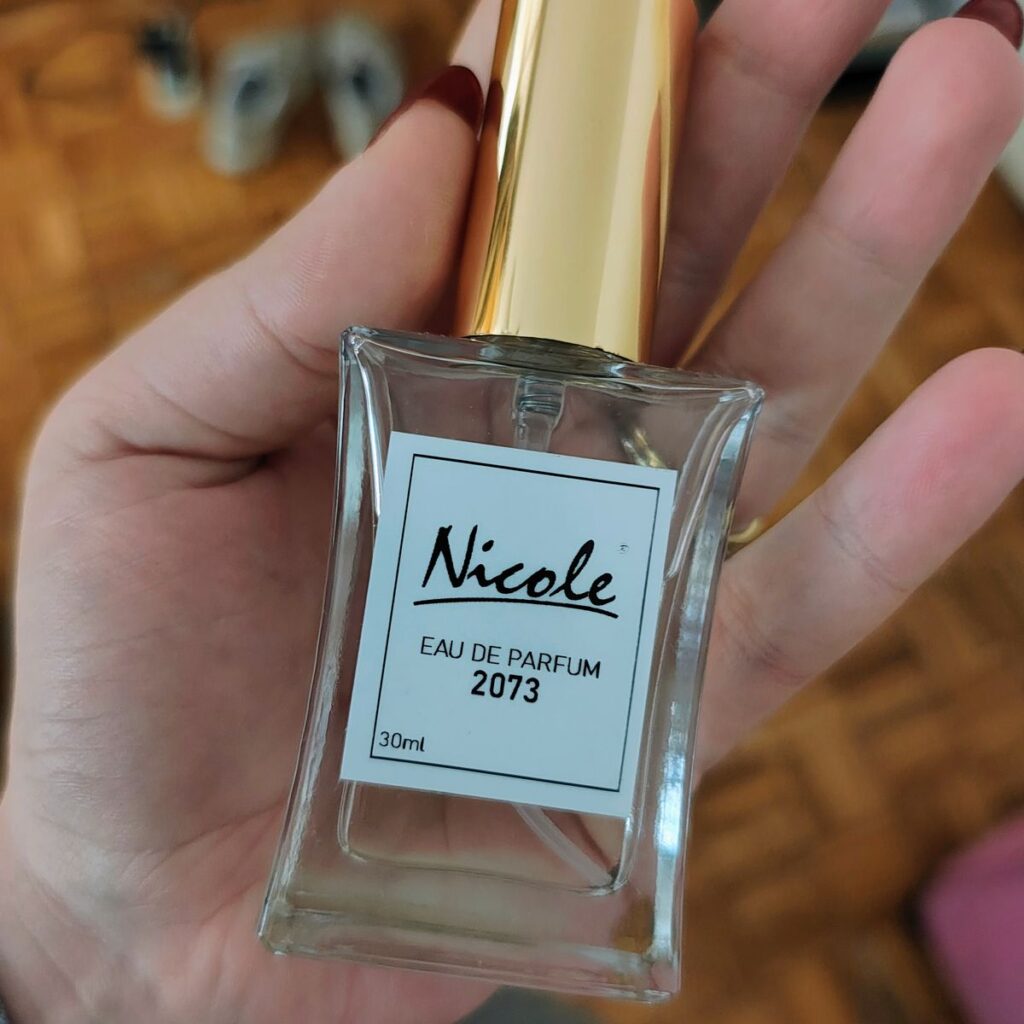 Nicole®
EAU DE PARFUM
2073
30ml